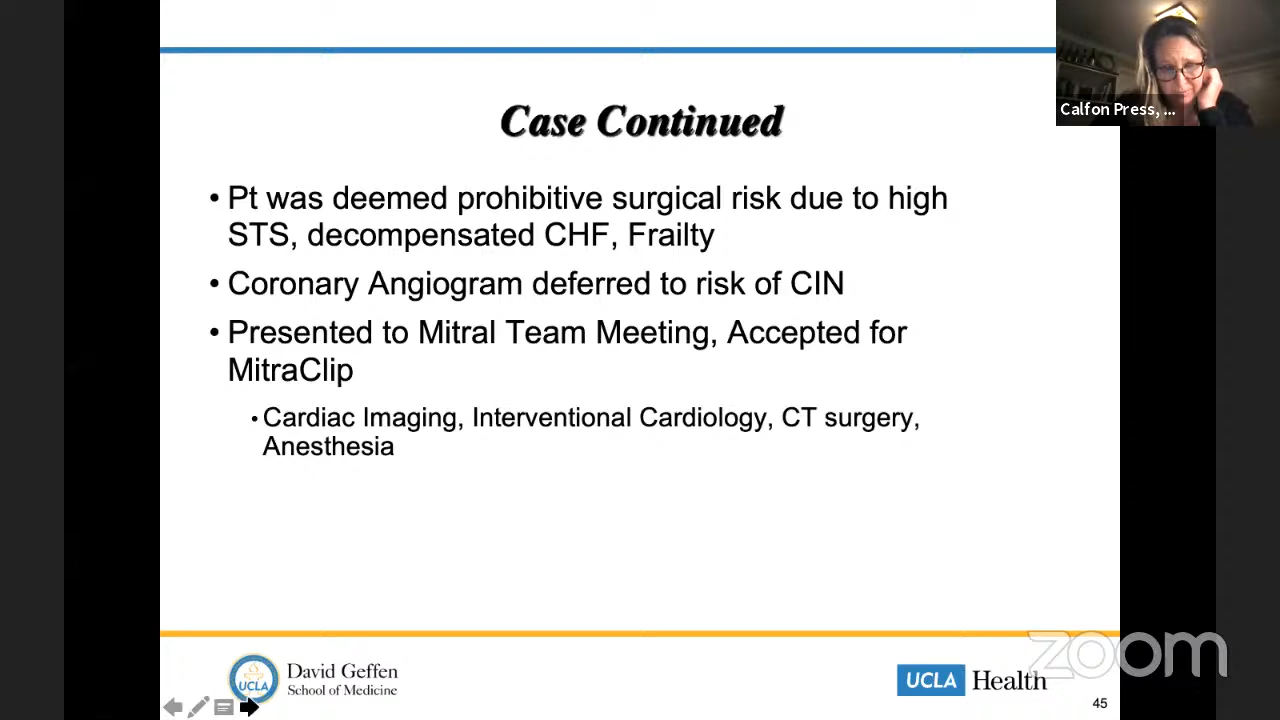 Calfon Press, ...
Case Continued
• Pt was deemed prohibitive surgical risk due to high
STS, decompensated CHF, Frailty
• Coronary Angiogram deferred to risk of CIN
• Presented to Mitral Team Meeting, Accepted for
MitraClip
• Cardiac Imaging, Interventional Cardiology, CT surgery,
Anesthesia
UCLA
David Geffen
School of Medicine
UCLA Health
zoom
45